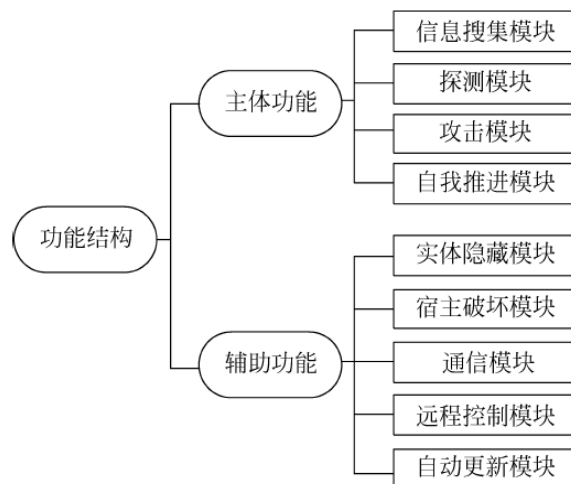 功能结构
主体功能
信息搜集模块
探测模块
攻击模块
自我推进模块
辅助功能
实体隐藏模块
宿主破坏模块
通信模块
远程控制模块
自动更新模块